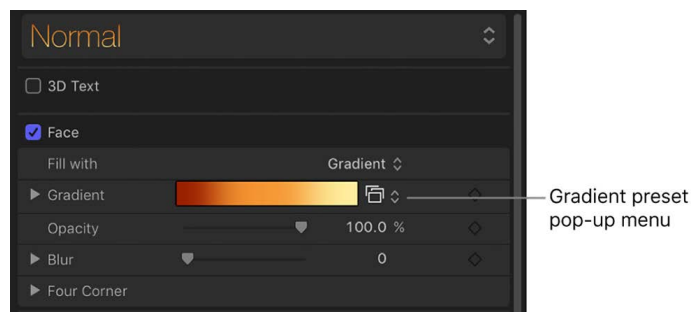 Normal
3D Text
Face
Fill with Gradient
Gradient
Opacity 100.0 %
Blur 0
Four Corner
Gradient preset
pop-up menu